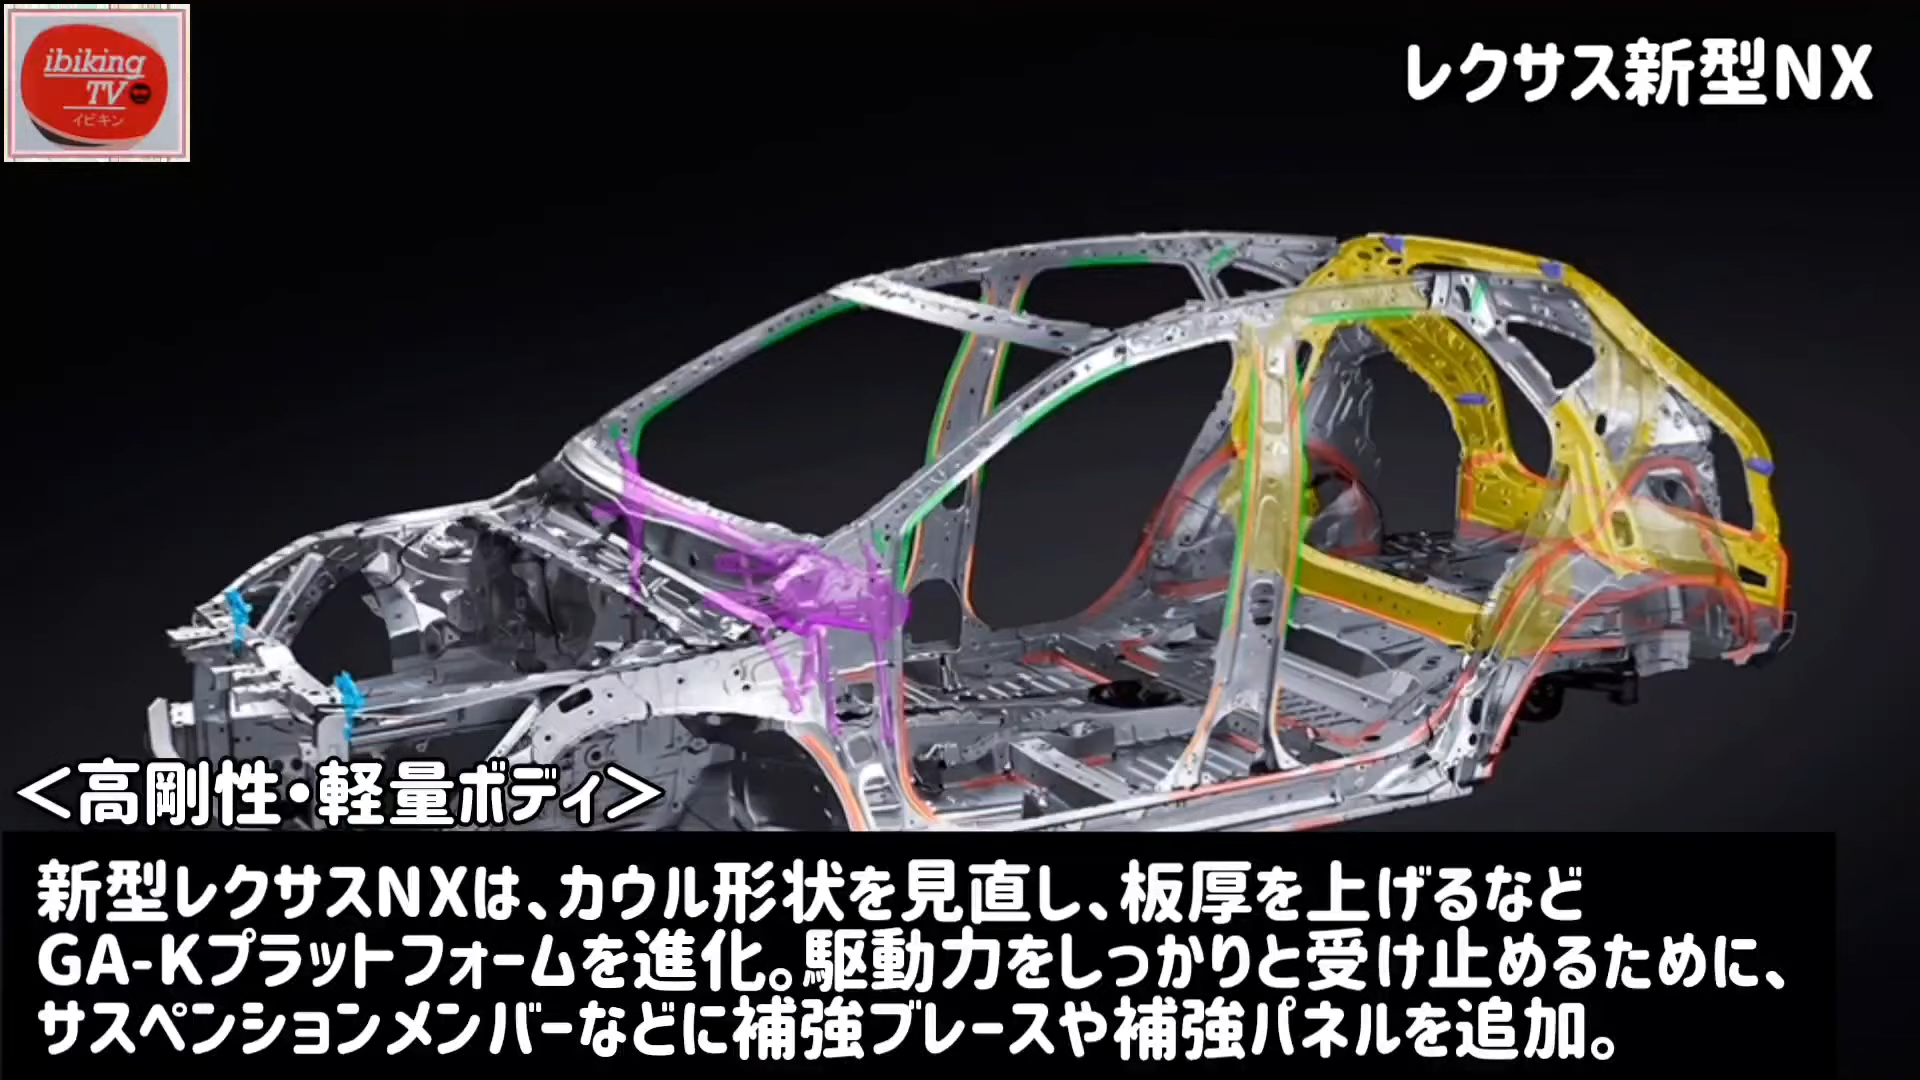 ibiking
TV
イビキン
レクサス新型NX
＜高剛性・軽量ボディ＞
新型レクサスNXは、カウル形状を見直し、板厚を上げるなど
GA-Kプラットフォームを進化。駆動力をしっかりと受け止めるために、
サスペンションメンバーなどに補強ブレースや補強パネルを追加。